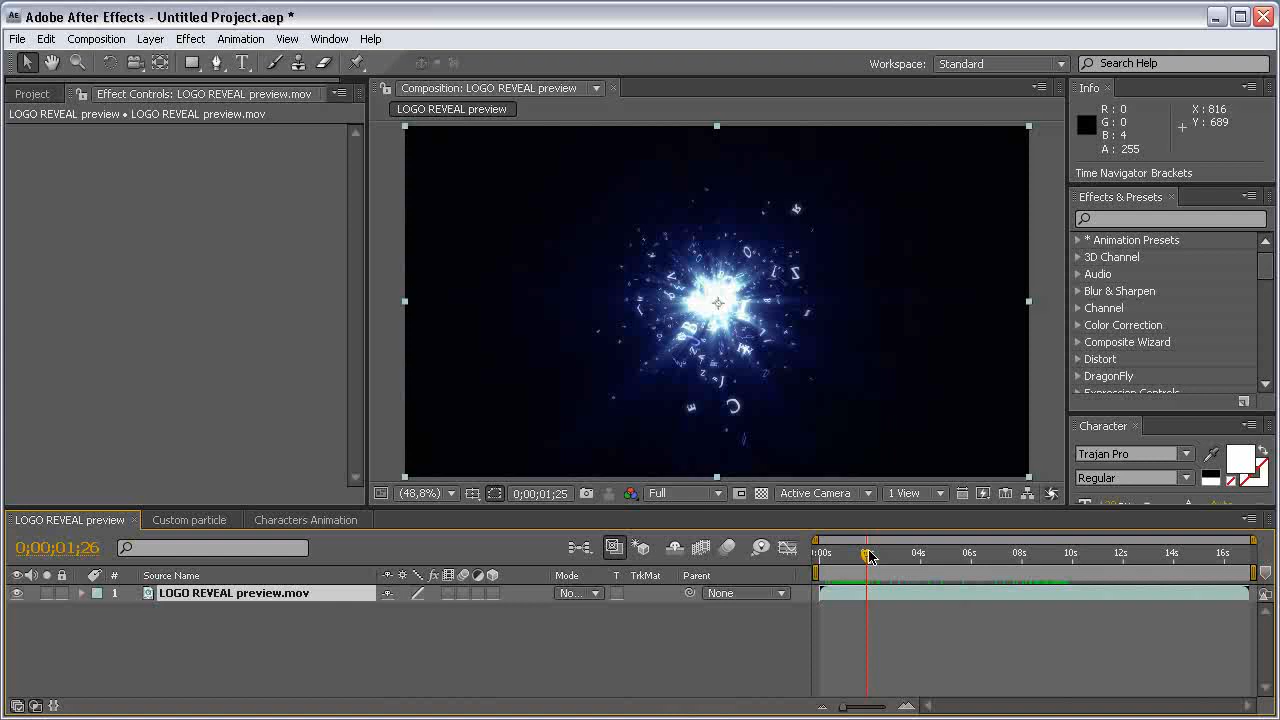 Adobe After Effects - Untitled Project.aep *
File Edit Composition Layer Effect Animation View Window Help
Workspace: Standard Search Help
Project Effect Controls: LOGO REVEAL preview.mov
LOGO REVEAL preview • LOGO REVEAL preview.mov
Composition: LOGO REVEAL preview
LOGO REVEAL preview
Info
R : 0 X : 816
G : 0 Y : 689
B : 4
A : 255
Time Navigator Brackets
Effects & Presets
* Animation Presets
3D Channel
Audio
Blur & Sharpen
Channel
Color Correction
Composite Wizard
Distort
DragonFly
Expression Controls
Character
Trajan Pro
Regular
(48,8%) 0;00;01;25 Full Active Camera 1 View
LOGO REVEAL preview Custom particle Characters Animation
0;00;01;26
:00s 04s 06s 08s 10s 12s 14s 16s
# Source Name Mode T TrkMat Parent
1 LOGO REVEAL preview.mov No... None